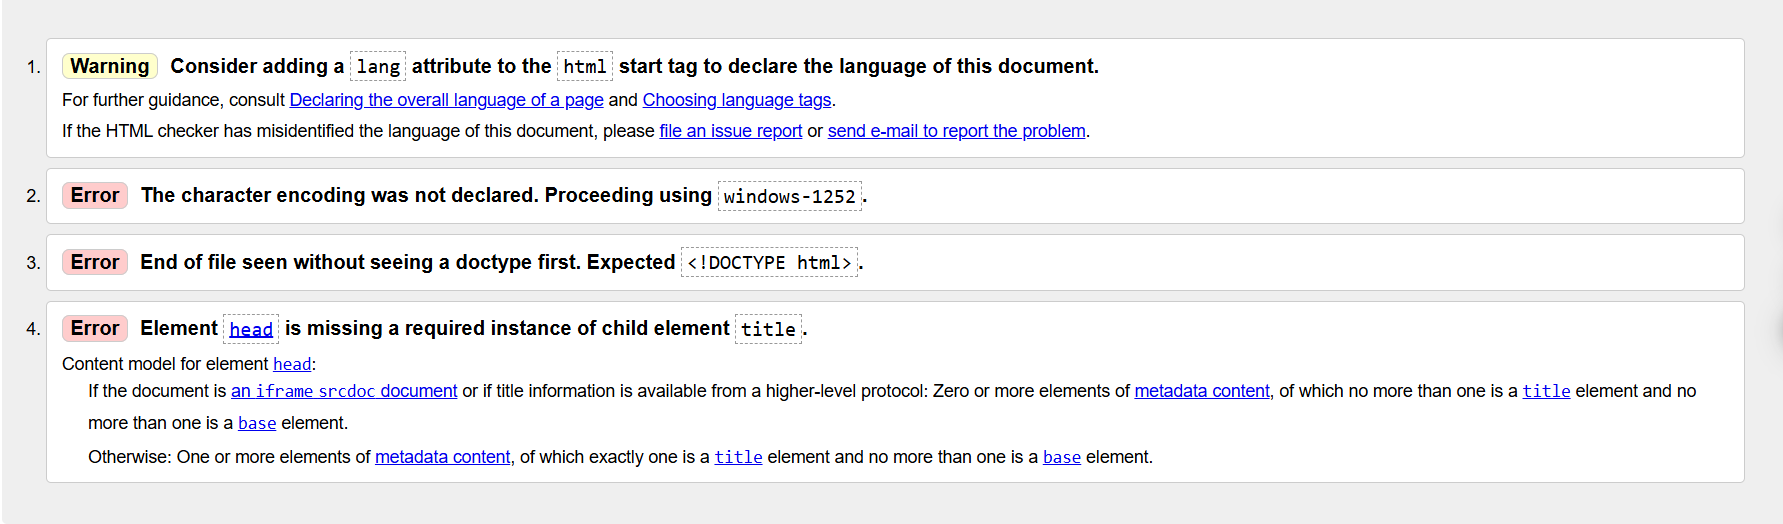 1. Warning Consider adding a lang attribute to the html start tag to declare the language of this document.
For further guidance, consult Declaring the overall language of a page and Choosing language tags.
If the HTML checker has misidentified the language of this document, please file an issue report or send e-mail to report the problem.
2. Error The character encoding was not declared. Proceeding using windows-1252.
3. Error End of file seen without seeing a doctype first. Expected <!DOCTYPE html>.
4. Error Element head is missing a required instance of child element title.
Content model for element head:
If the document is an iframe srcdoc document or if title information is available from a higher-level protocol: Zero or more elements of metadata content, of which no more than one is a title element and no
more than one is a base element.
Otherwise: One or more elements of metadata content, of which exactly one is a title element and no more than one is a base element.